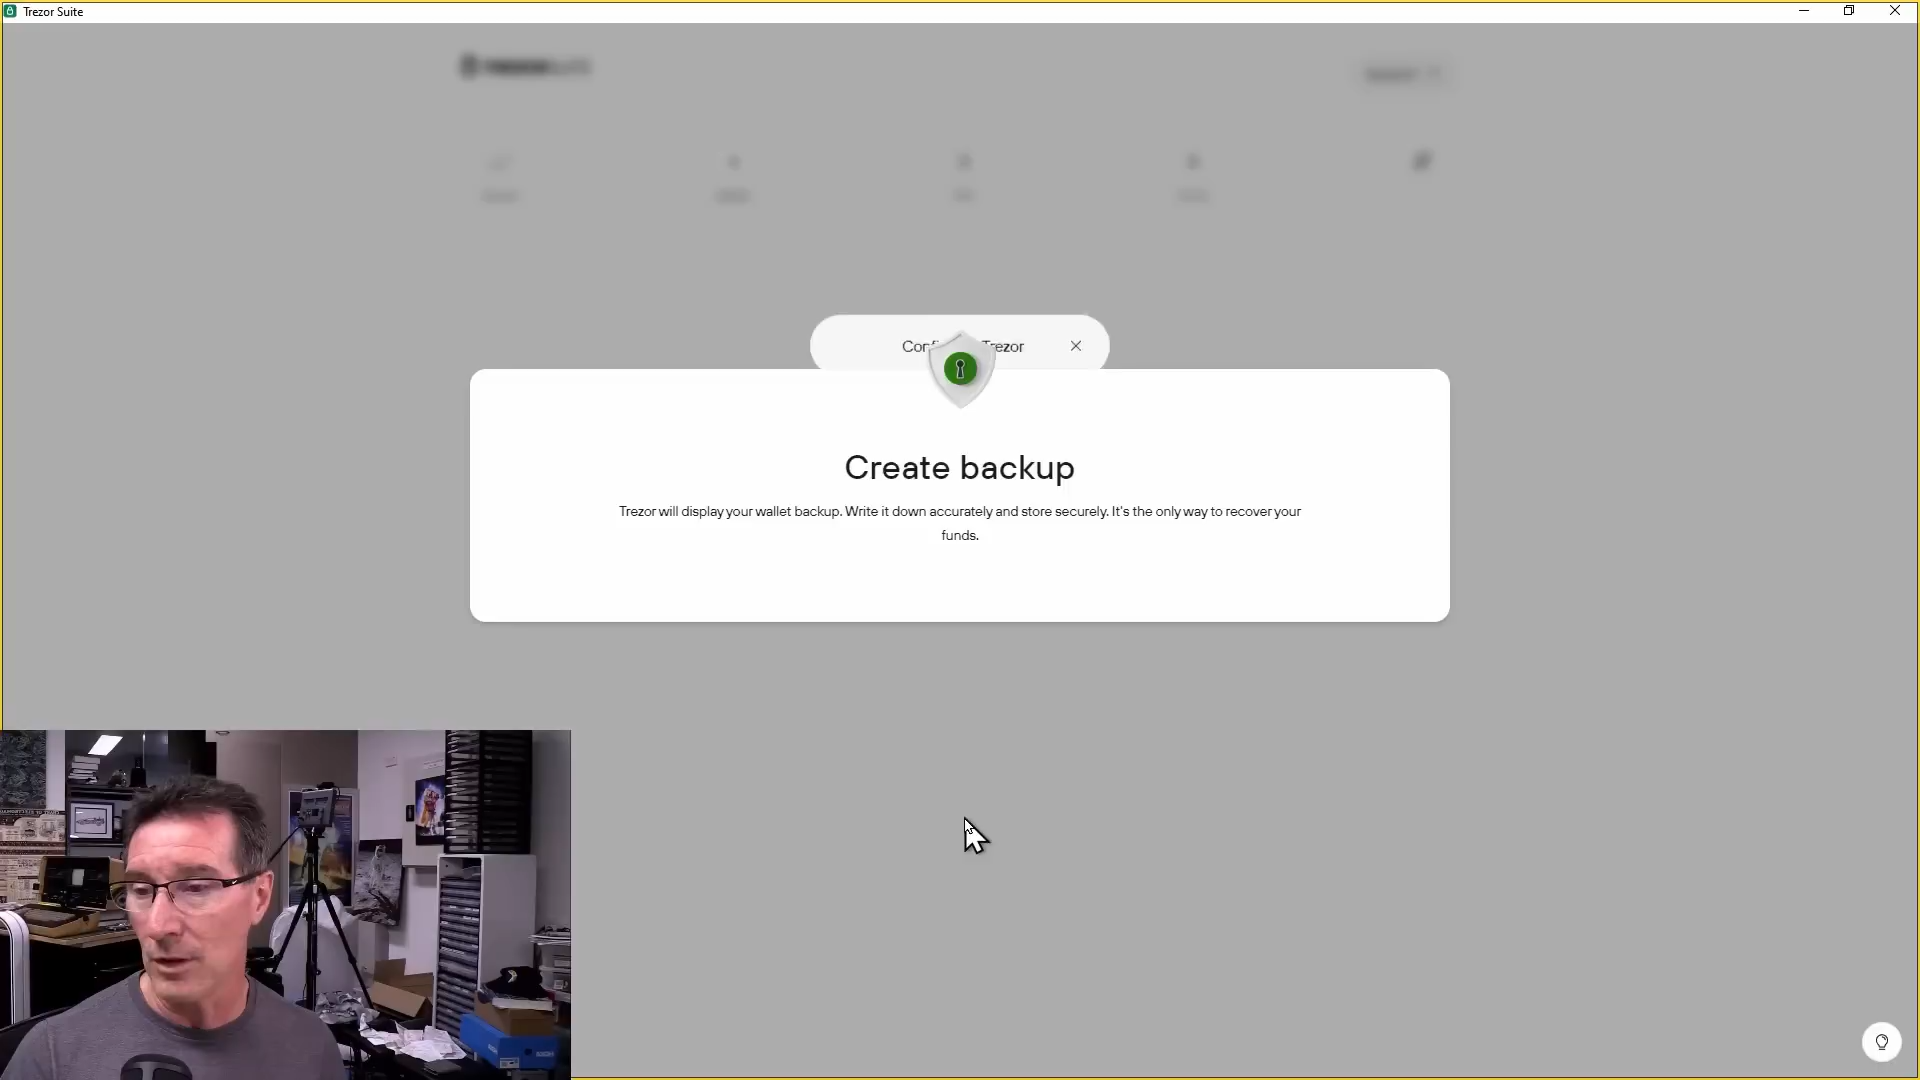 Trezor Suite
Trezor
Create backup
Trezor will display your wallet backup. Write it down accurately and store securely. It's the only way to recover your
funds.